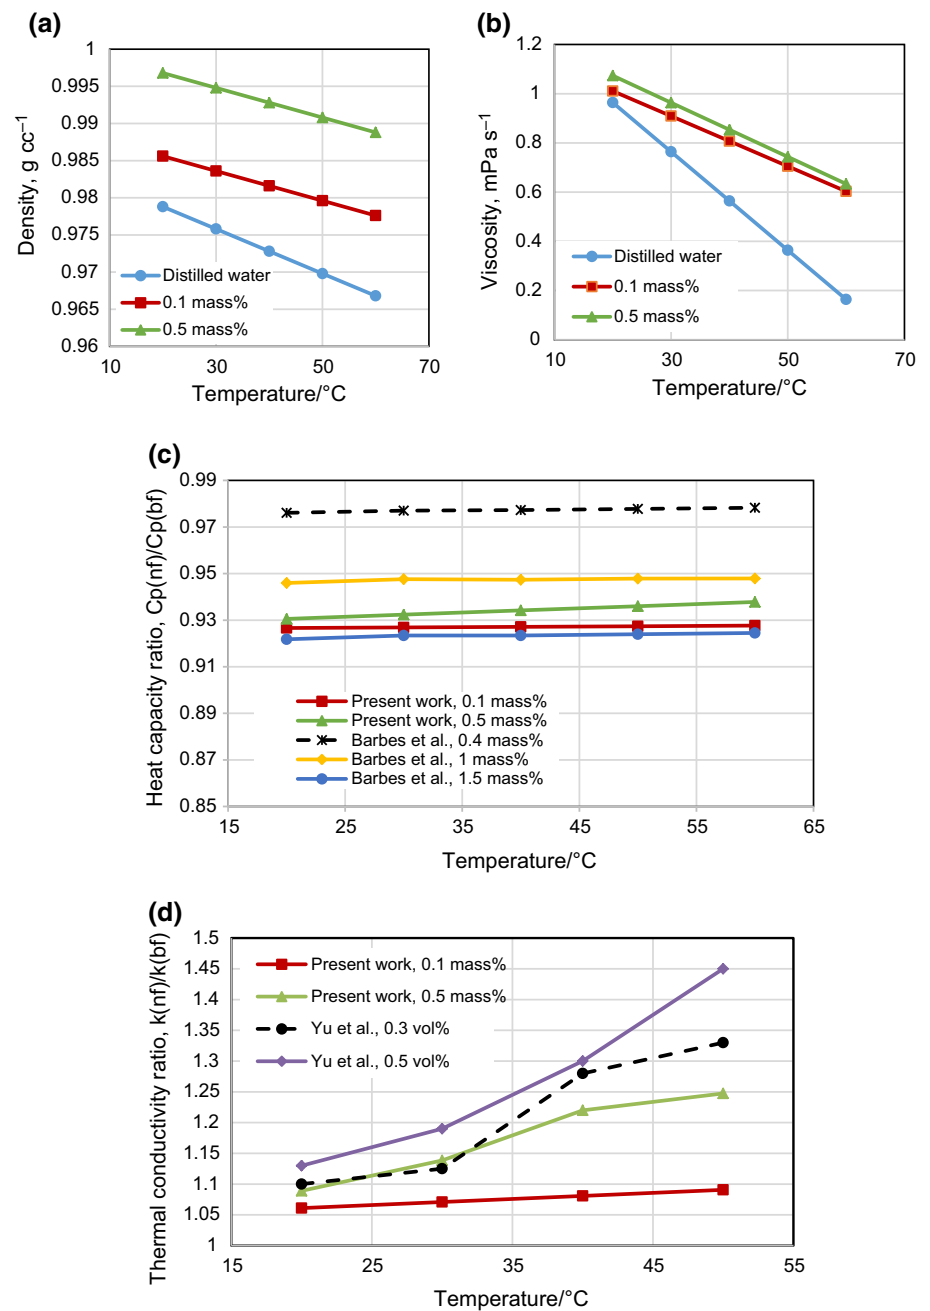 (a)
1
0.995
0.99
0.985
0.98
0.975
0.97
0.965
0.96
Density, g cc–1
Distilled water
0.1 mass%
0.5 mass%
10 30 50 70
Temperature/°C
(b)
1.2
1
0.8
0.6
0.4
0.2
0
Viscosity, mPa s–1
Distilled water
0.1 mass%
0.5 mass%
10 30 50 70
Temperature/°C
(c)
0.99
0.97
0.95
0.93
0.91
0.89
0.87
0.85
Heat capacity ratio, Cp(nf)/Cp(bf)
Present work, 0.1 mass%
Present work, 0.5 mass%
Barbes et al., 0.4 mass%
Barbes et al., 1 mass%
Barbes et al., 1.5 mass%
15 25 35 45 55 65
Temperature/°C
(d)
1.5
1.45
1.4
1.35
1.3
1.25
1.2
1.15
1.1
1.05
1
Thermal conductivity ratio, k(nf)/k(bf)
Present work, 0.1 mass%
Present work, 0.5 mass%
Yu et al., 0.3 vol%
Yu et al., 0.5 vol%
15 25 35 45 55
Temperature/°C